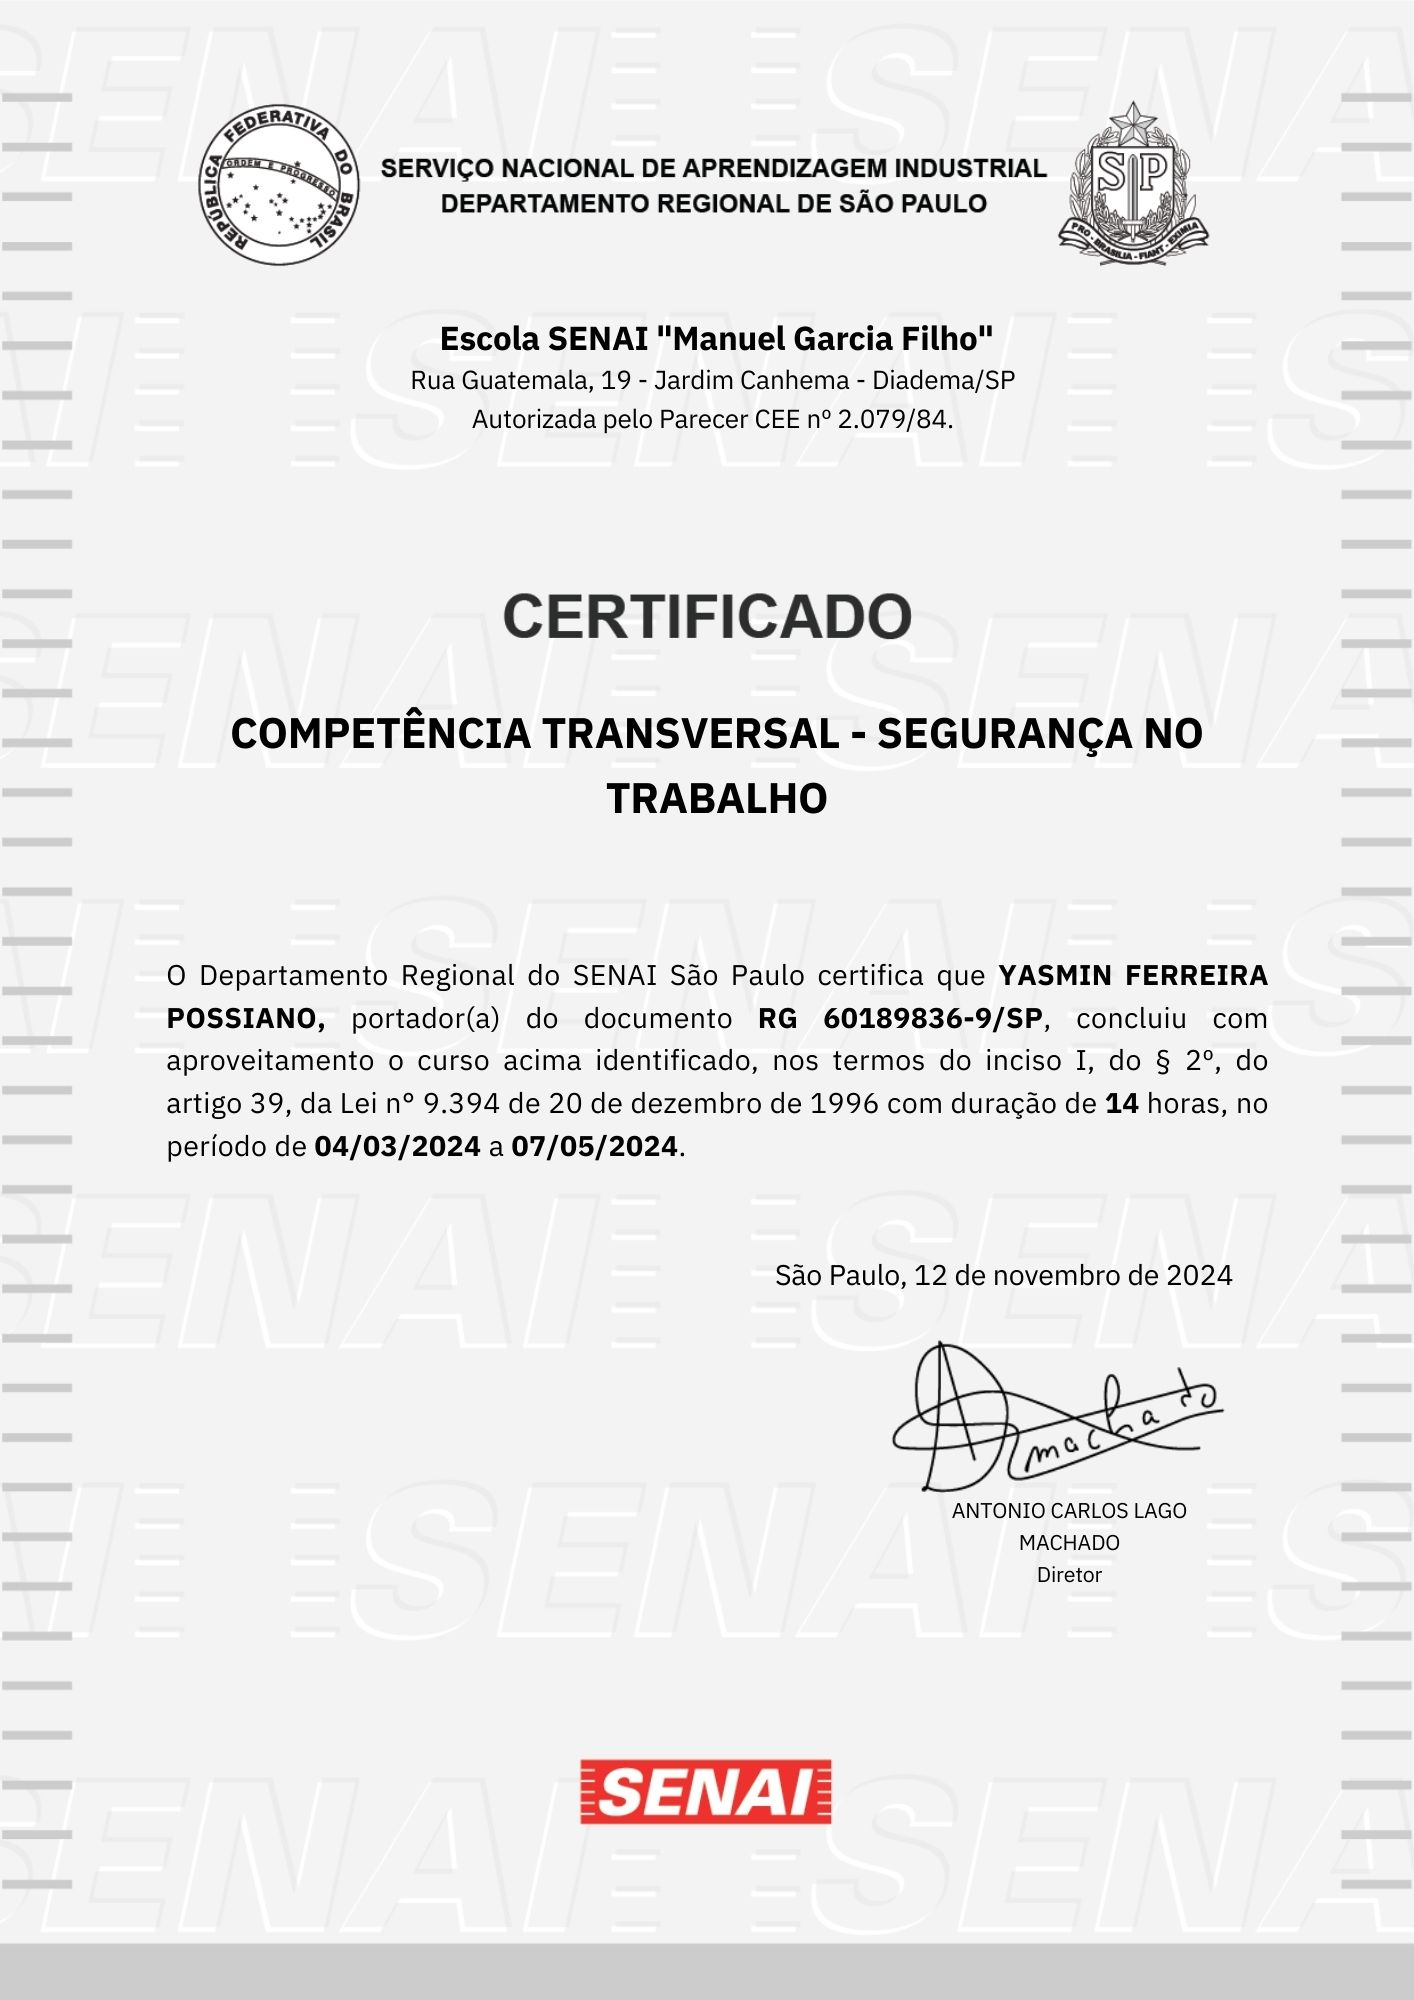 REPÚBLICA FEDERATIVA DO BRASIL
ORDEM E PROGRESSO
SERVIÇO NACIONAL DE APRENDIZAGEM INDUSTRIAL
DEPARTAMENTO REGIONAL DE SÃO PAULO
SP
PRO - BRASILIA - FIANT - EXIMIA
Escola SENAI "Manuel Garcia Filho"
Rua Guatemala, 19 - Jardim Canhema - Diadema/SP
Autorizada pelo Parecer CEE nº 2.079/84.
CERTIFICADO
COMPETÊNCIA TRANSVERSAL - SEGURANÇA NO
TRABALHO
O Departamento Regional do SENAI São Paulo certifica que YASMIN FERREIRA
POSSIANO, portador(a) do documento RG 60189836-9/SP, concluiu com
aproveitamento o curso acima identificado, nos termos do inciso I, do § 2º, do
artigo 39, da Lei n° 9.394 de 20 de dezembro de 1996 com duração de 14 horas, no
período de 04/03/2024 a 07/05/2024.
São Paulo, 12 de novembro de 2024
Machado
ANTONIO CARLOS LAGO
MACHADO
Diretor
SENAI